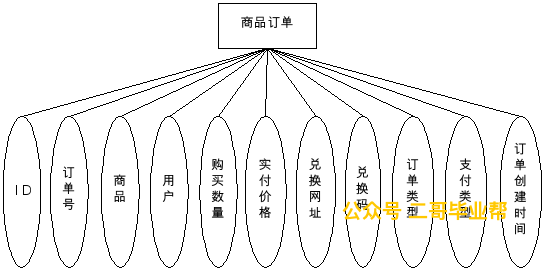 商品订单
ID
订单号
商品
用户
购买数量
实付价格
兑换网址
兑换码
订单类型
支付类型
订单创建时间
公众号 二哥毕业帮